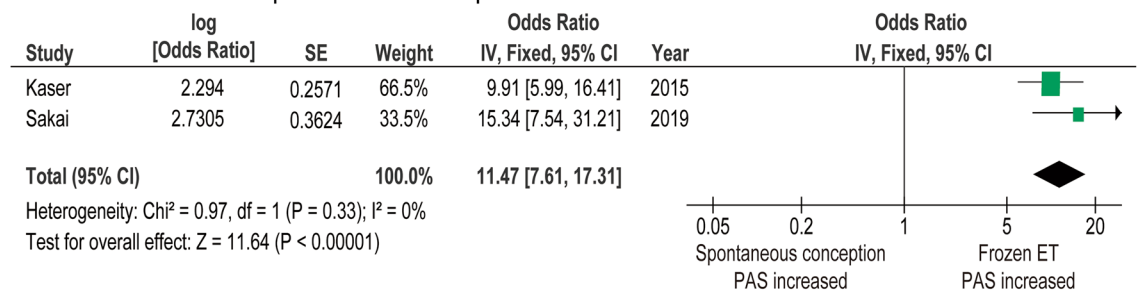 log Odds Ratio Odds Ratio
Study [Odds Ratio] SE Weight IV, Fixed, 95% CI Year IV, Fixed, 95% CI
Kaser 2.294 0.2571 66.5% 9.91 [5.99, 16.41] 2015
Sakai 2.7305 0.3624 33.5% 15.34 [7.54, 31.21] 2019
Total (95% CI) 100.0% 11.47 [7.61, 17.31]
Heterogeneity: Chi² = 0.97, df = 1 (P = 0.33); I² = 0%
Test for overall effect: Z = 11.64 (P < 0.00001)
0.05 0.2 1 5 20
Spontaneous conception Frozen ET
PAS increased PAS increased